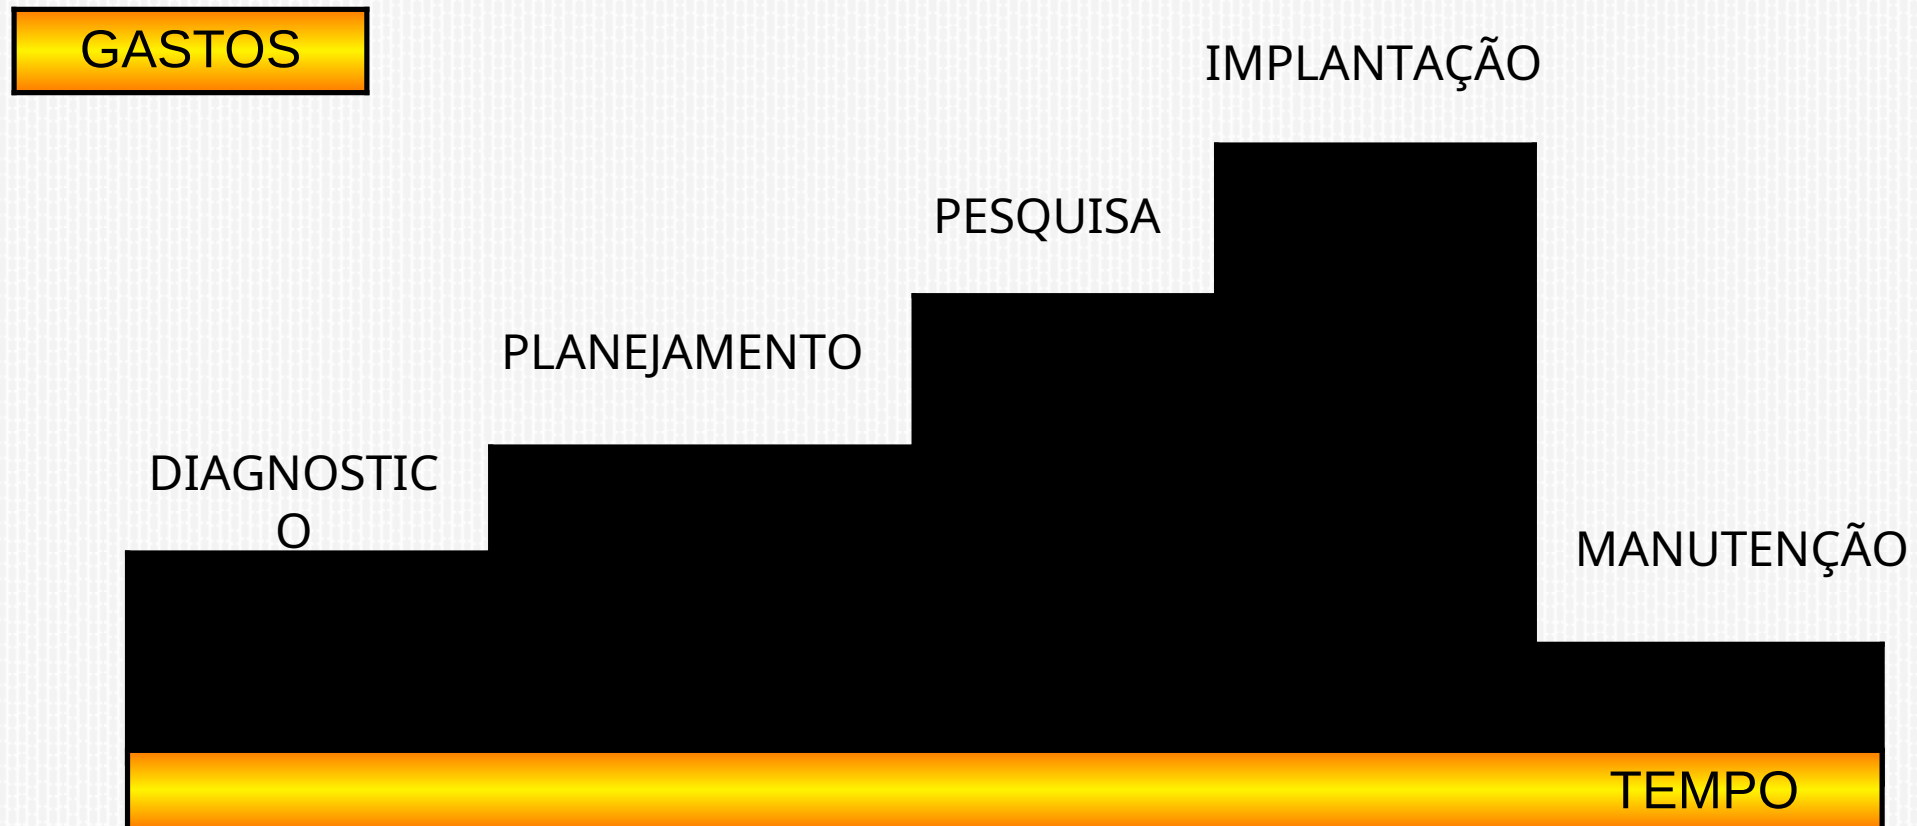 GASTOS
IMPLANTAÇÃO
PESQUISA
PLANEJAMENTO
DIAGNOSTIC
O
MANUTENÇÃO
TEMPO